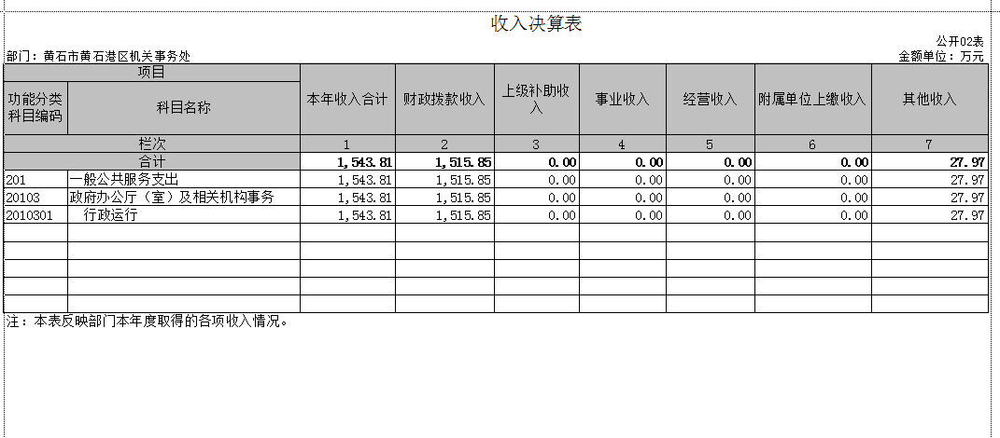 收入决算表
公开02表
部门：黄石市黄石港区机关事务处 金额单位：万元
项目 本年收入合计 财政拨款收入 上级补助收入 事业收入 经营收入 附属单位上缴收入 其他收入
功能分类科目编码 科目名称
栏次 1 2 3 4 5 6 7
合计 1,543.81 1,515.85 0.00 0.00 0.00 0.00 27.97
201 一般公共服务支出 1,543.81 1,515.85 0.00 0.00 0.00 0.00 27.97
20103 政府办公厅（室）及相关机构事务 1,543.81 1,515.85 0.00 0.00 0.00 0.00 27.97
2010301 行政运行 1,543.81 1,515.85 0.00 0.00 0.00 0.00 27.97
注：本表反映部门本年度取得的各项收入情况。